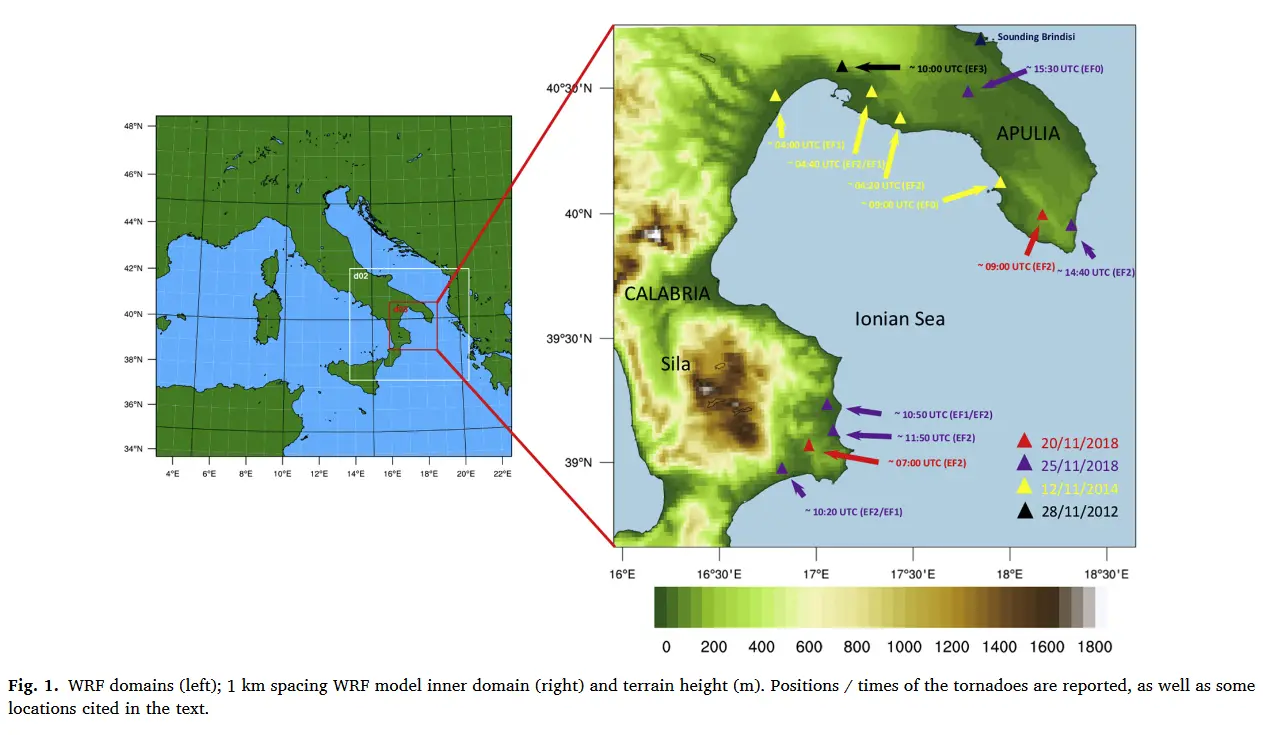 48°N
46°N
44°N
42°N
40°N
38°N
36°N
34°N
4°E 6°E 8°E 10°E 12°E 14°E 16°E 18°E 20°E 22°E
d02
d03
40°30'N
40°N
39°30'N
39°N
16°E 16°30'E 17°E 17°30'E 18°E 18°30'E
Sounding Brindisi
~ 10:00 UTC (EF3)
~ 15:30 UTC (EF0)
APULIA
~ 04:00 UTC (EF1)
~ 04:40 UTC (EF2/EF1)
~ 04:20 UTC (EF2)
~ 09:00 UTC (EF0)
~ 09:00 UTC (EF2)
~ 14:40 UTC (EF2)
CALABRIA
Ionian Sea
Sila
~ 10:50 UTC (EF1/EF2)
~ 11:50 UTC (EF2)
~ 07:00 UTC (EF2)
~ 10:20 UTC (EF2/EF1)
20/11/2018
25/11/2018
12/11/2014
28/11/2012
0 200 400 600 800 1000 1200 1400 1600 1800
Fig. 1. WRF domains (left); 1 km spacing WRF model inner domain (right) and terrain height (m). Positions / times of the tornadoes are reported, as well as some
locations cited in the text.